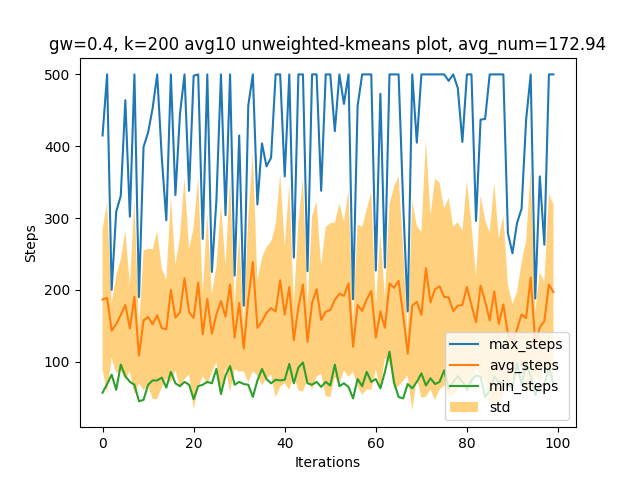 gw=0.4, k=200 avg10 unweighted-kmeans plot, avg_num=172.94
500
400
300
200
100
Steps
max_steps
avg_steps
min_steps
std
0
20
40
60
80
100
Iterations